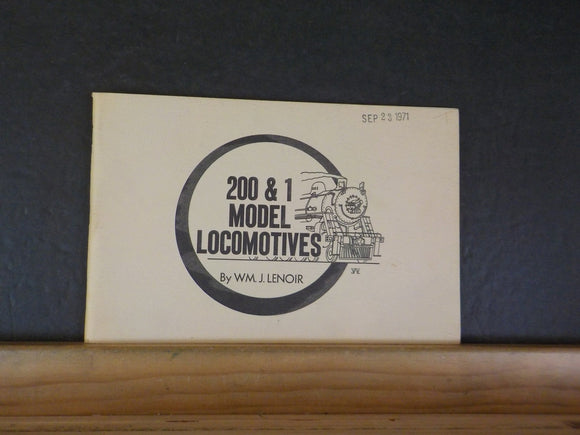 SEP 23 1971
200 & 1
MODEL
LOCOMOTIVES
By WM. J. LENOIR